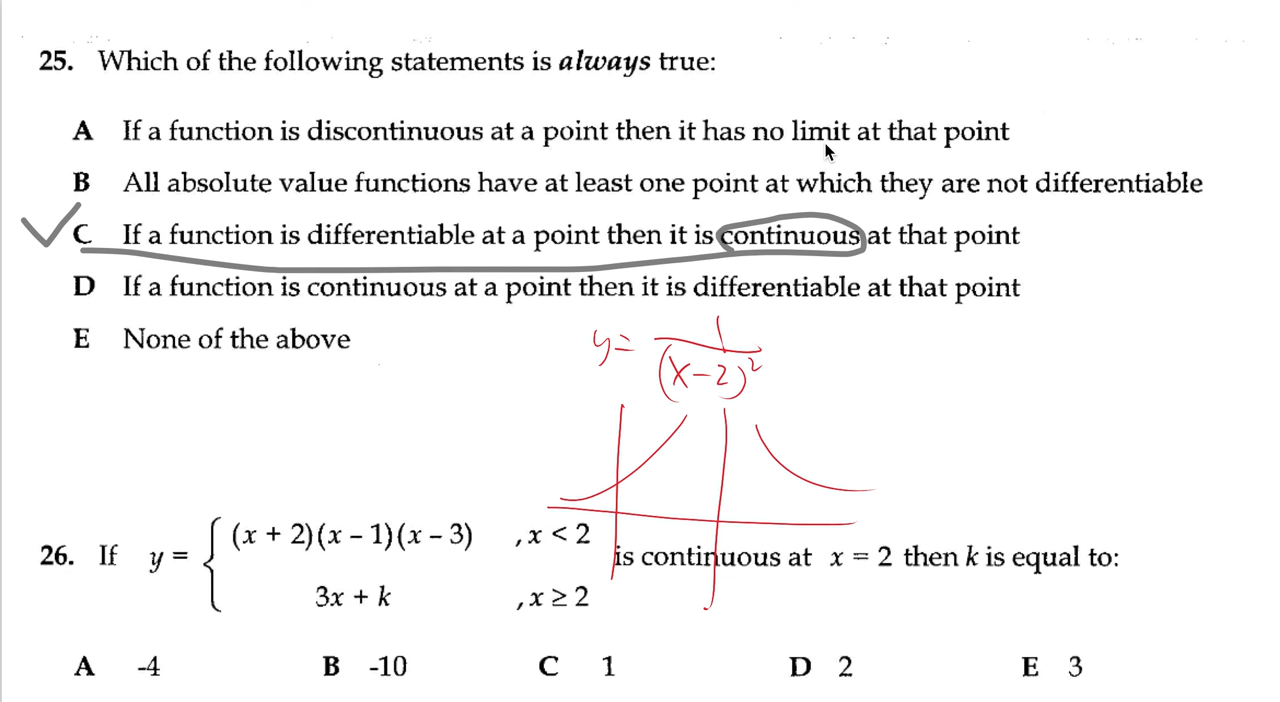 25. Which of the following statements is always true:
A If a function is discontinuous at a point then it has no limit at that point
B All absolute value functions have at least one point at which they are not differentiable
C If a function is differentiable at a point then it is continuous at that point
D If a function is continuous at a point then it is differentiable at that point
E None of the above
y = 1/(x-2)²
26. If y = { (x + 2)(x – 1)(x – 3) , x < 2
3x + k , x ≥ 2
is continuous at x = 2 then k is equal to:
A -4 B -10 C 1 D 2 E 3